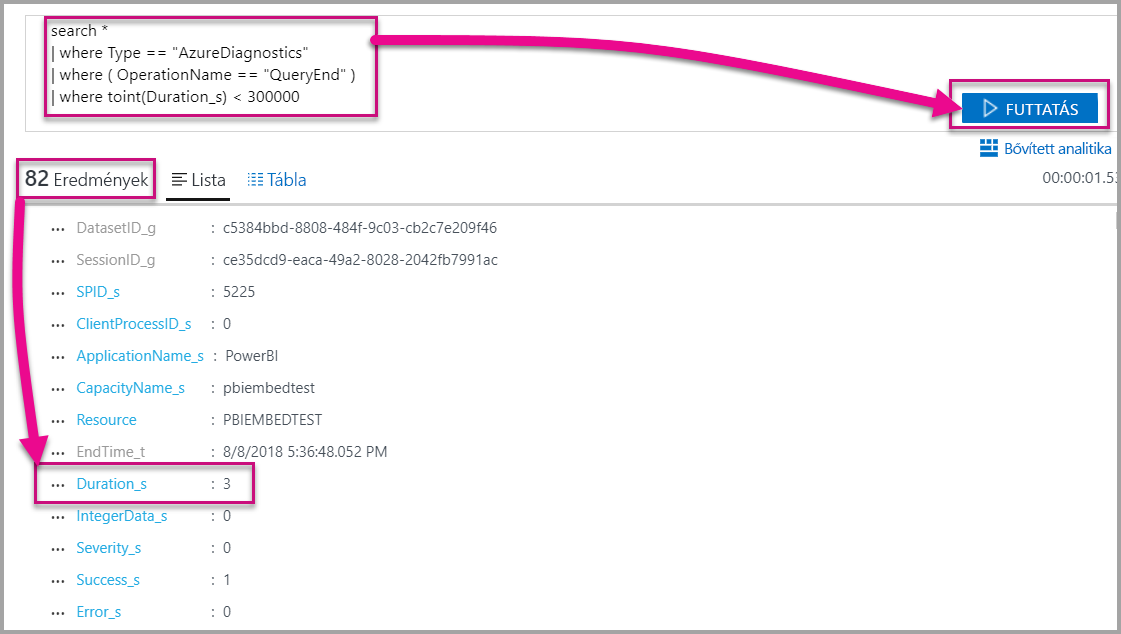 search *
| where Type == "AzureDiagnostics"
| where ( OperationName == "QueryEnd" )
| where toint(Duration_s) < 300000
FUTTATÁS
Bővített analitika
82 Eredmények Lista Tábla 00:00:01.53
... DatasetID_g : c5384bbd-8808-484f-9c03-cb2c7e209f46
... SessionID_g : ce35dcd9-eaca-49a2-8028-2042fb7991ac
... SPID_s : 5225
... ClientProcessID_s : 0
... ApplicationName_s : PowerBI
... CapacityName_s : pbiembedtest
... Resource : PBIEMBEDTEST
... EndTime_t : 8/8/2018 5:36:48.052 PM
... Duration_s : 3
... IntegerData_s : 0
... Severity_s : 0
... Success_s : 1
... Error_s : 0